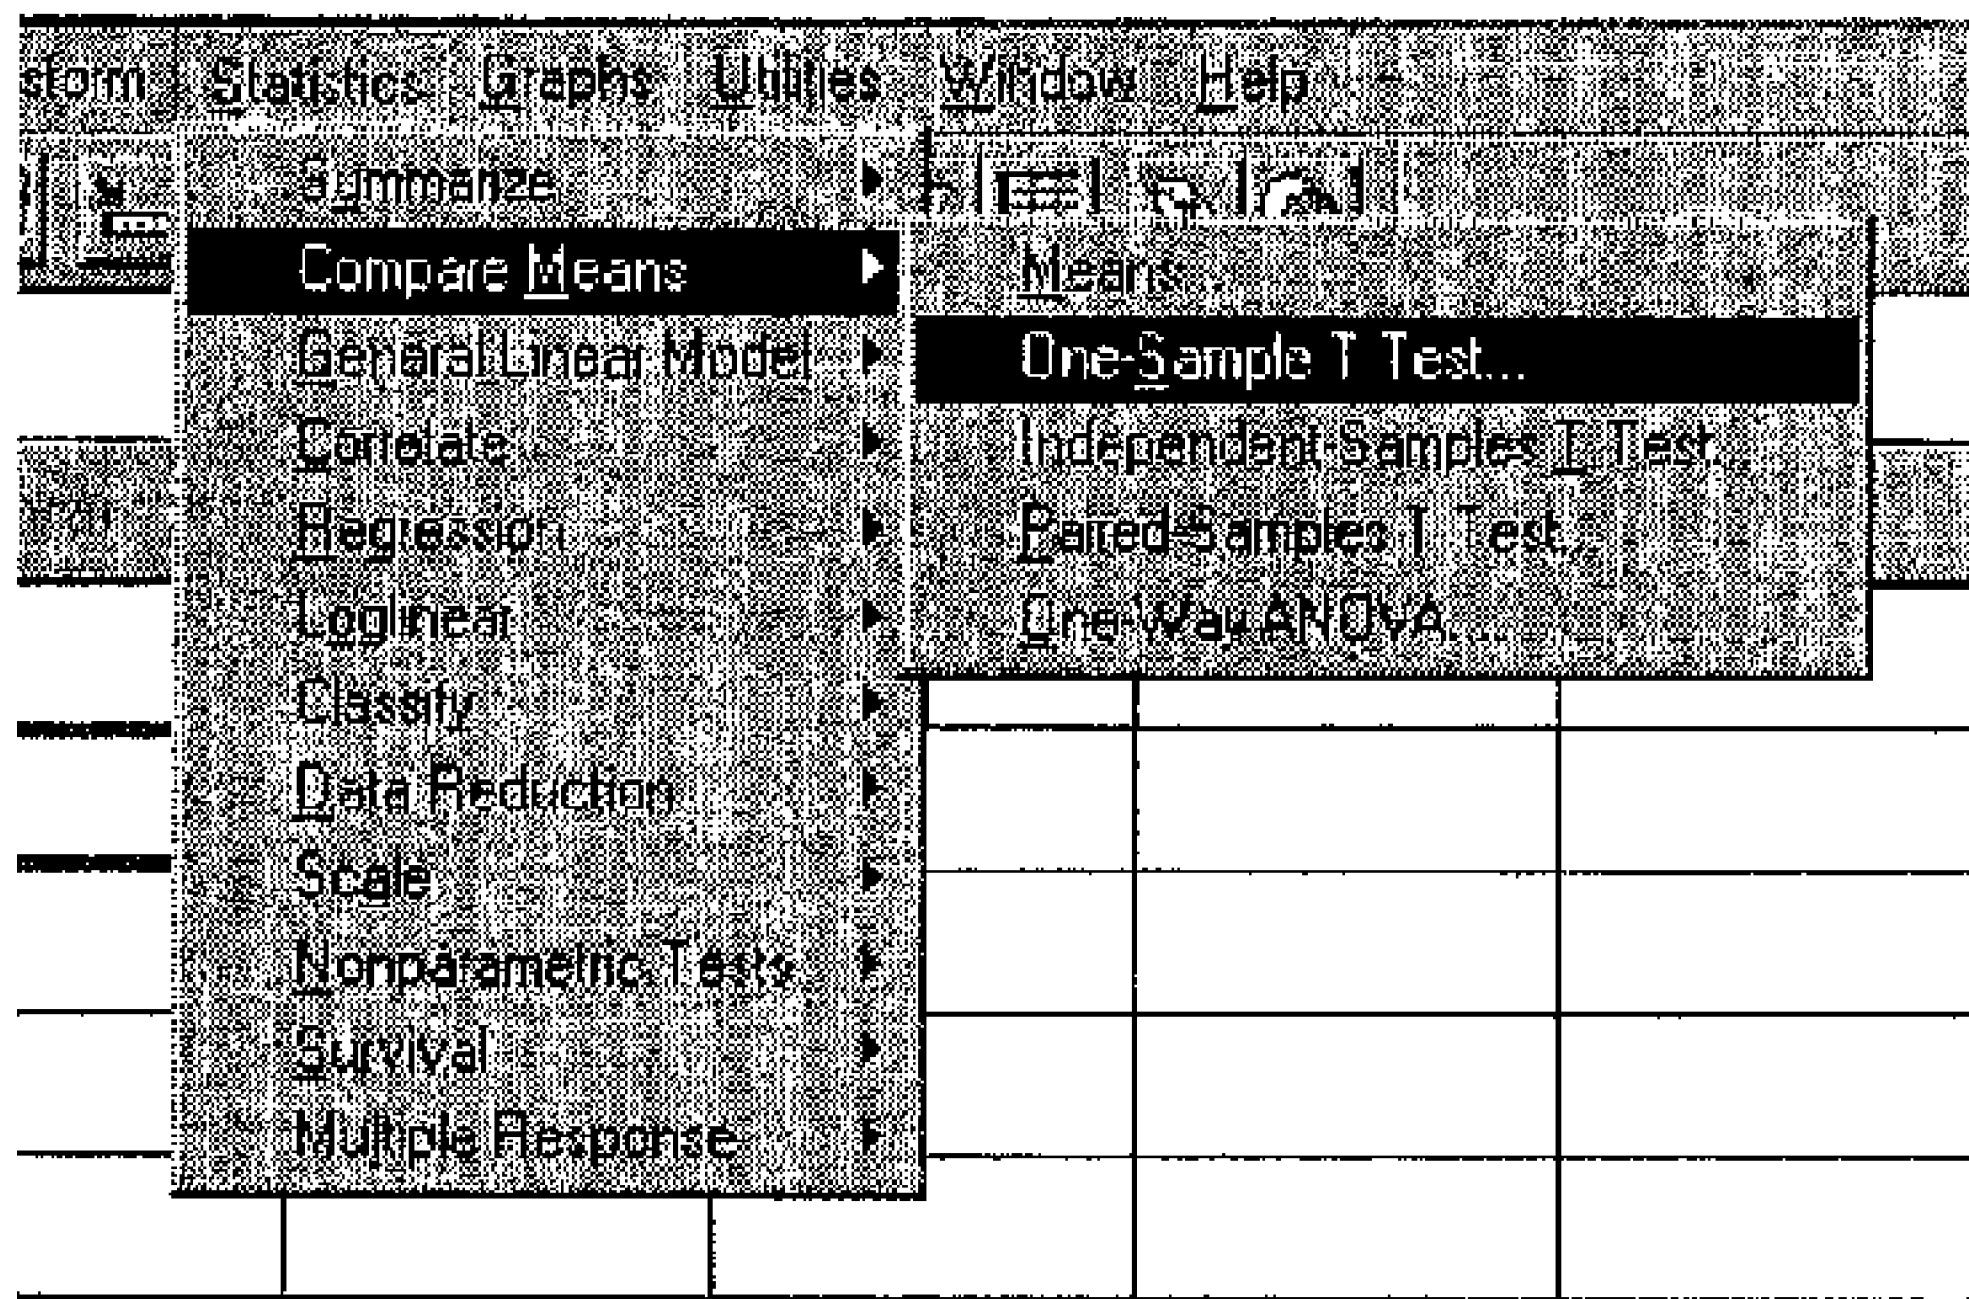 sform Statistics Graphs Utilities Window Help
Summarize
Compare Means
General Linear Model
Correlate
Regression
Loglinear
Classify
Data Reduction
Scale
Nonparametric Tests
Survival
Multiple Response
Means...
One-Sample T Test...
Independent-Samples T Test...
Paired-Samples T Test...
One-Way ANOVA...